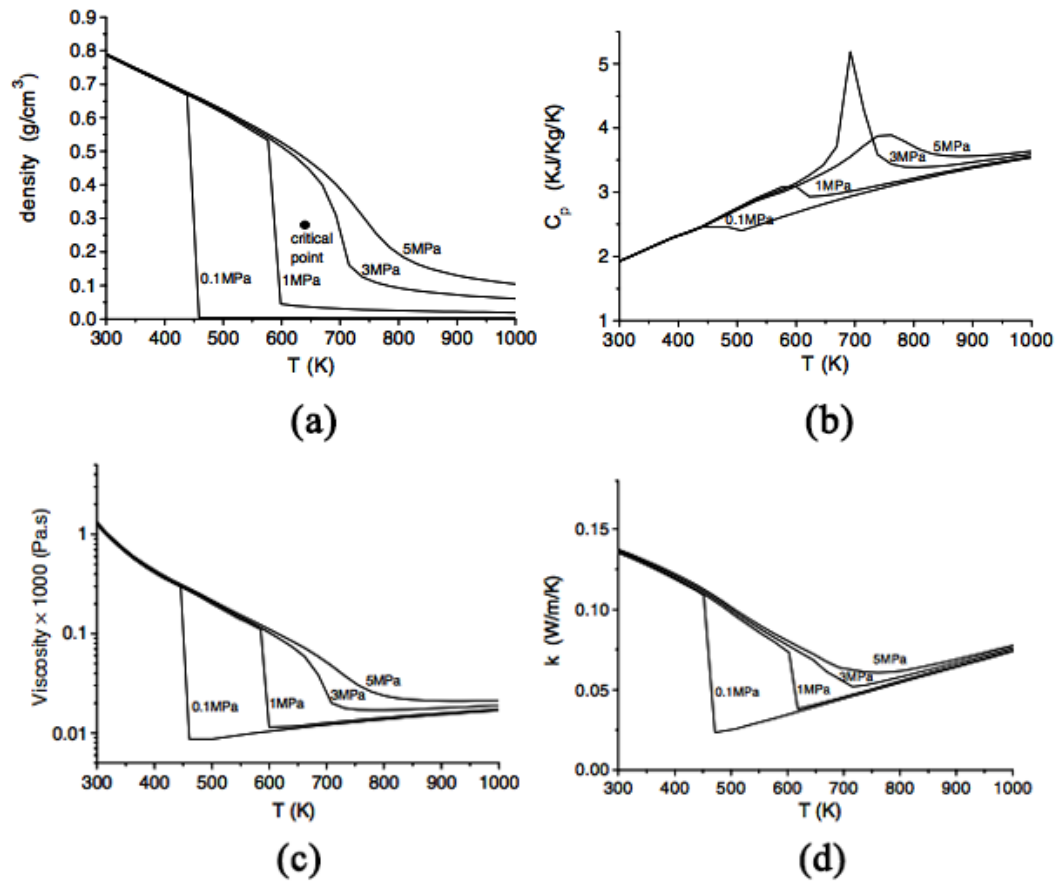 density (g/cm³)
0.9
0.8
0.7
0.6
0.5
0.4
0.3
0.2
0.1
0.0
critical
point
0.1MPa
1MPa
3MPa
5MPa
300 400 500 600 700 800 900 1000
T (K)
(a)
C_p (KJ/Kg/K)
5
4
3
2
1
0.1MPa
1MPa
3MPa
5MPa
300 400 500 600 700 800 900 1000
T (K)
(b)
Viscosity × 1000 (Pa.s)
1
0.1
0.01
0.1MPa
1MPa
3MPa
5MPa
300 400 500 600 700 800 900 1000
T (K)
(c)
k (W/m/K)
0.15
0.10
0.05
0.00
0.1MPa
1MPa
3MPa
5MPa
300 400 500 600 700 800 900 1000
T (K)
(d)